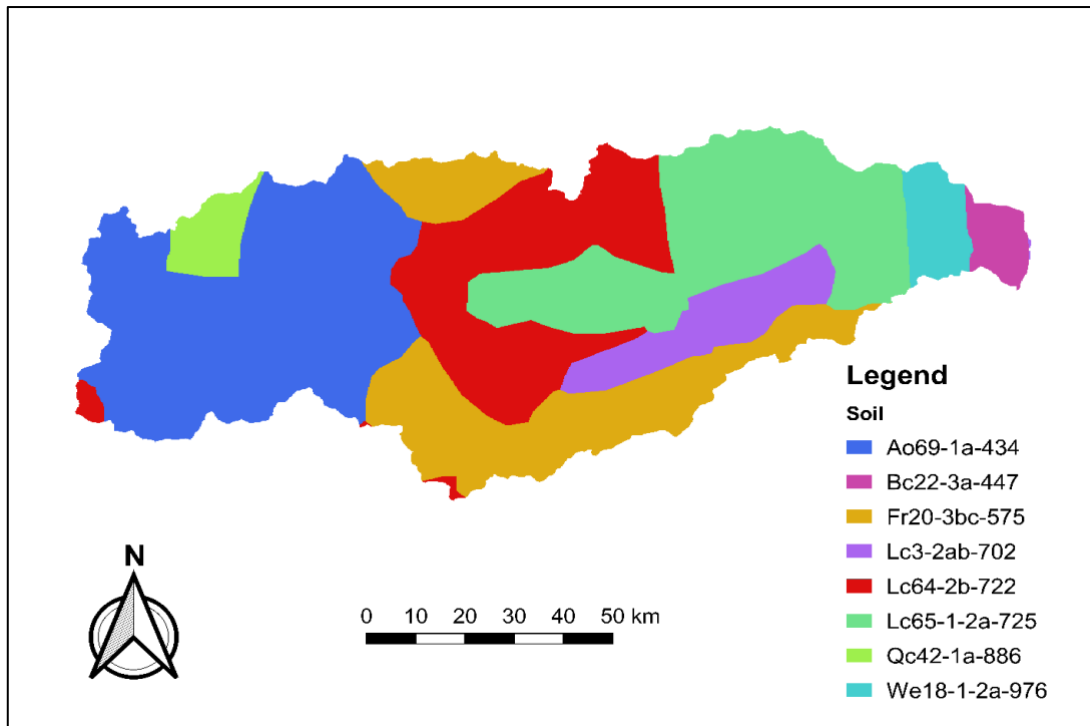 Legend
Soil
Ao69-1a-434
Bc22-3a-447
Fr20-3bc-575
Lc3-2ab-702
Lc64-2b-722
Lc65-1-2a-725
Qc42-1a-886
We18-1-2a-976
N
0 10 20 30 40 50 km